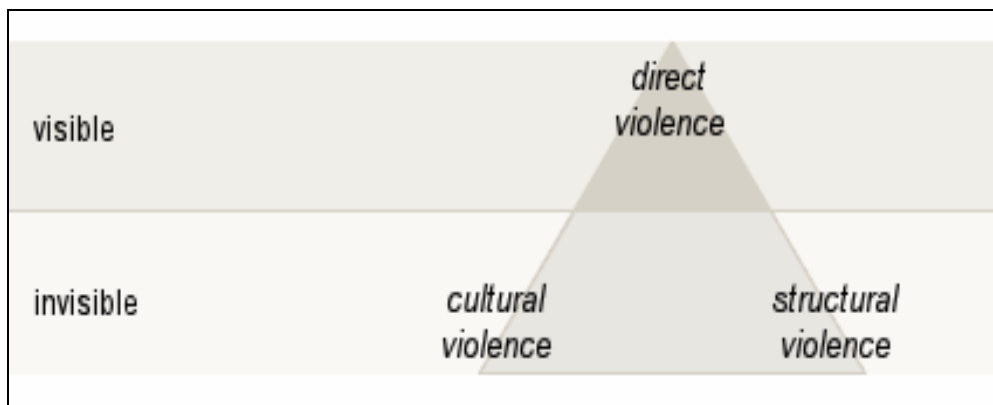 direct
violence
visible
invisible
cultural
violence
structural
violence